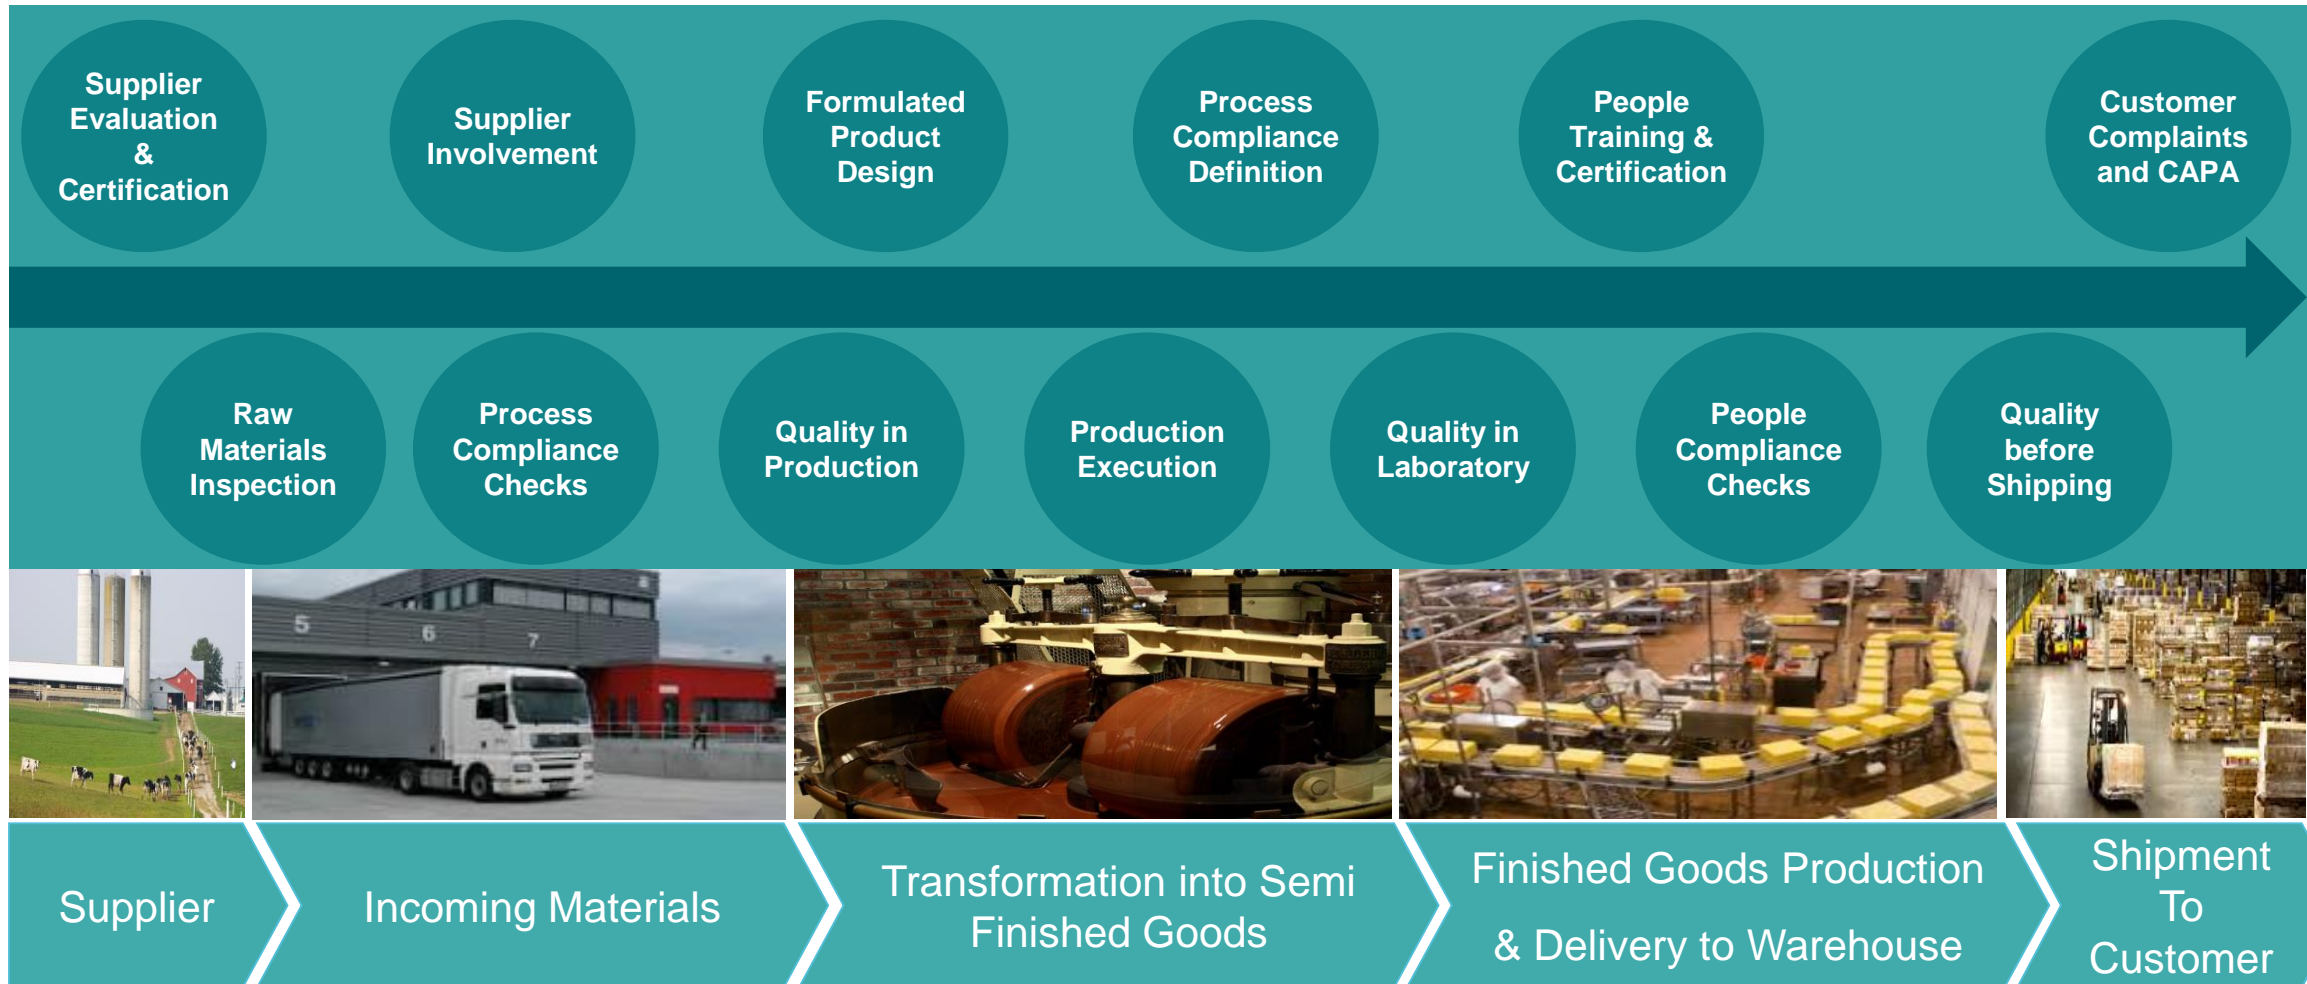 Supplier
Evaluation
&
Certification
Supplier
Involvement
Formulated
Product
Design
Process
Compliance
Definition
People
Training &
Certification
Customer
Complaints
and CAPA
Raw
Materials
Inspection
Process
Compliance
Checks
Quality in
Production
Production
Execution
Quality in
Laboratory
People
Compliance
Checks
Quality
before
Shipping
5
6
7
Supplier
Incoming Materials
Transformation into Semi
Finished Goods
Finished Goods Production
& Delivery to Warehouse
Shipment
To
Customer